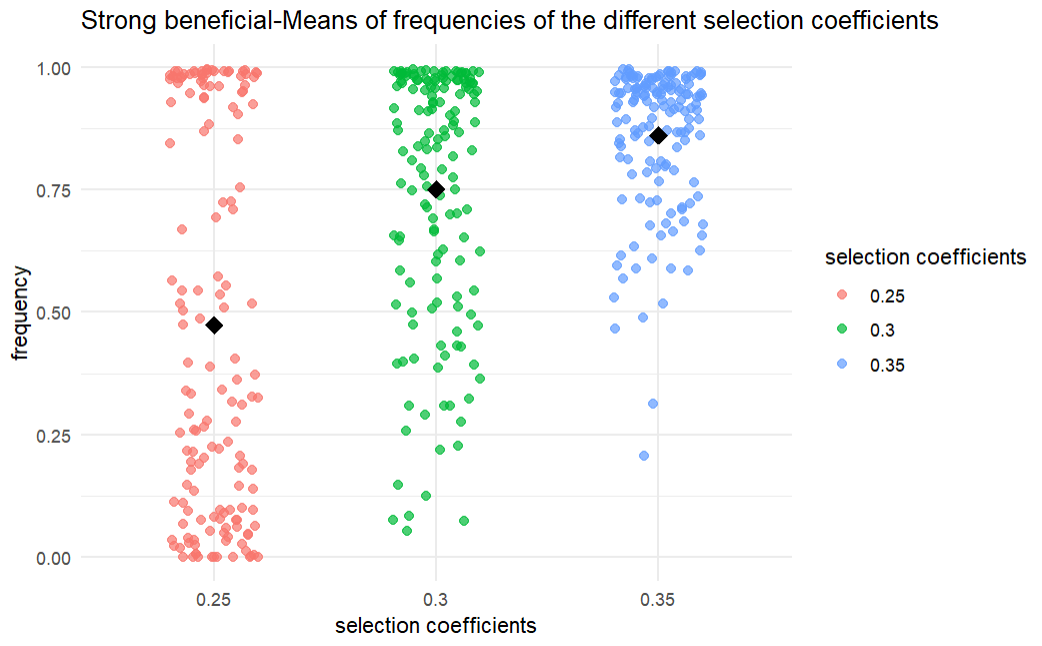 Strong beneficial-Means of frequencies of the different selection coefficients
1.00
0.75
0.50
0.25
0.00
frequency
0.25
0.3
0.35
selection coefficients
selection coefficients
0.25
0.3
0.35